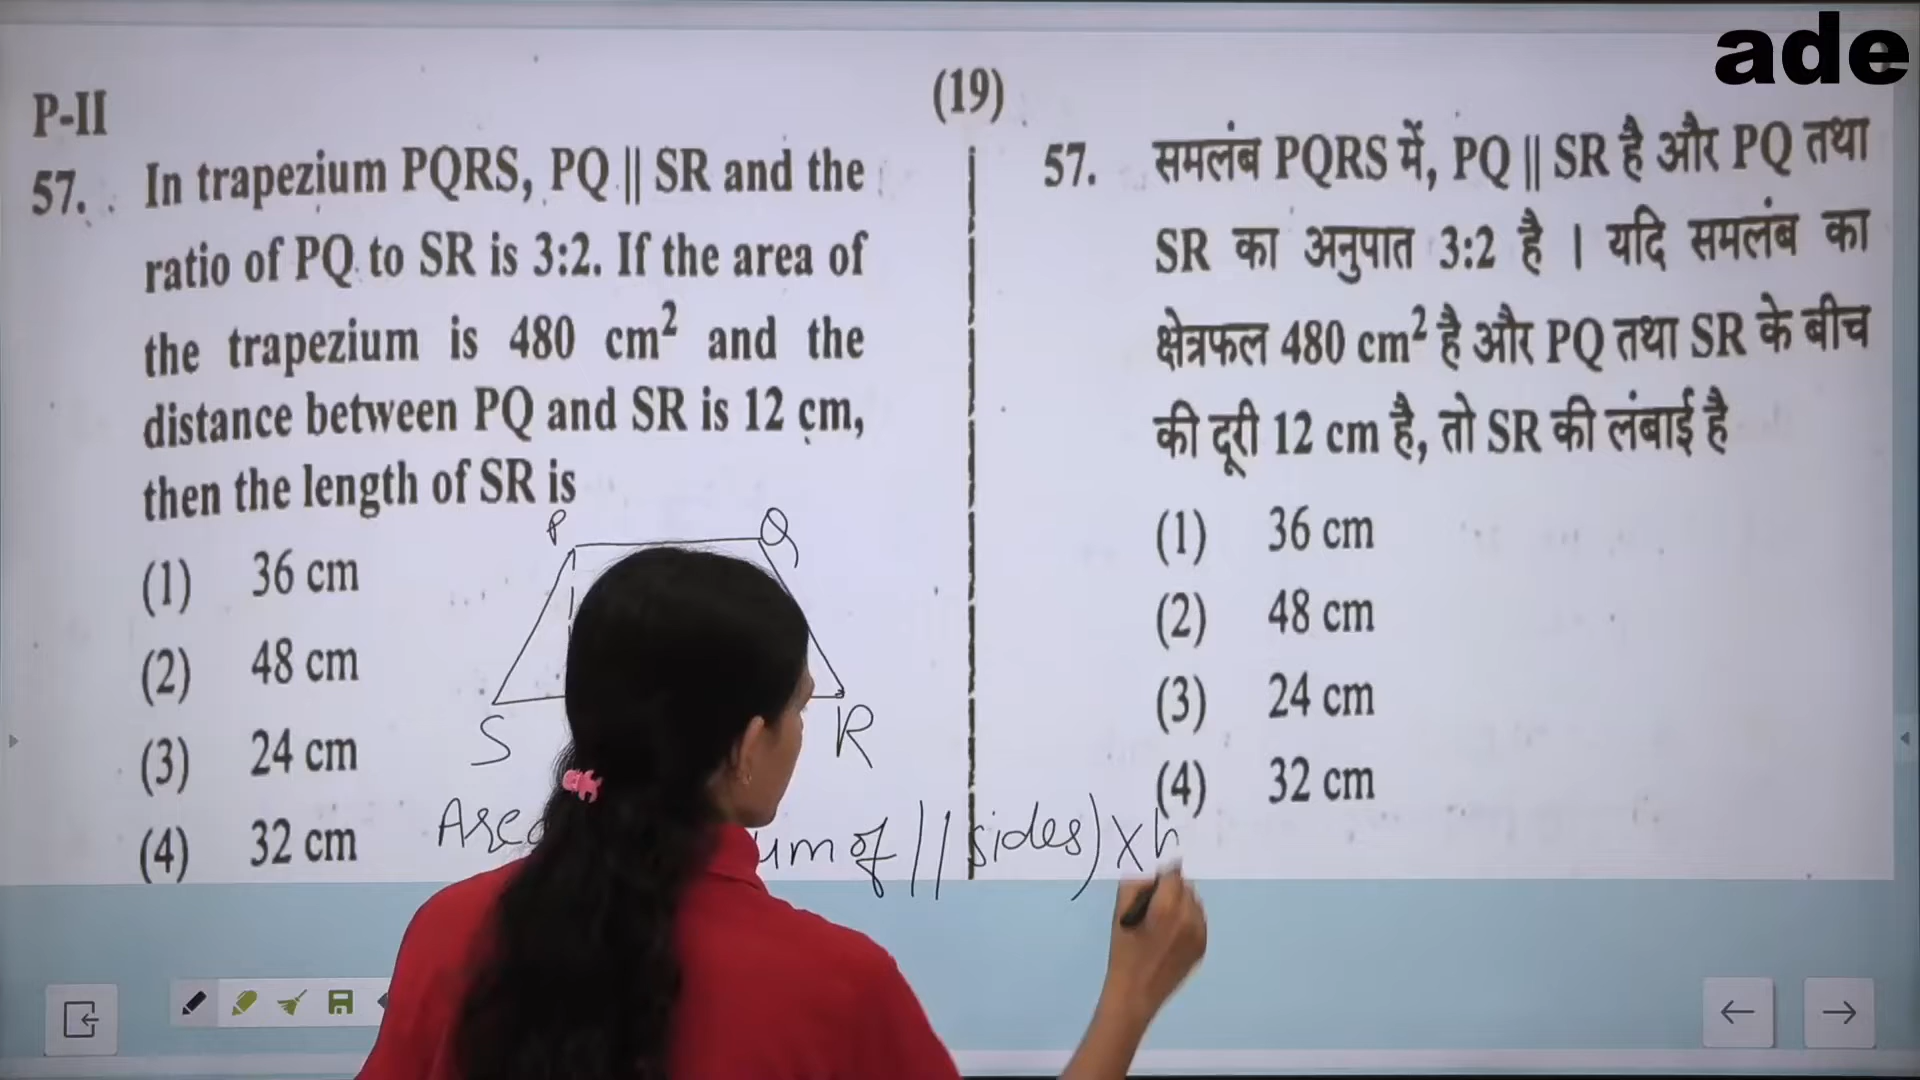 ade
P-II
(19)
57. In trapezium PQRS, PQ || SR and the
ratio of PQ to SR is 3:2. If the area of
the trapezium is 480 cm² and the
distance between PQ and SR is 12 cm,
then the length of SR is
(1) 36 cm
(2) 48 cm
(3) 24 cm
(4) 32 cm
P Q
S R
of || sides) x h
57. समलंब PQRS में, PQ || SR है और PQ तथा
SR का अनुपात 3:2 है । यदि समलंब का
क्षेत्रफल 480 cm² है और PQ तथा SR के बीच
की दूरी 12 cm है, तो SR की लंबाई है
(1) 36 cm
(2) 48 cm
(3) 24 cm
(4) 32 cm